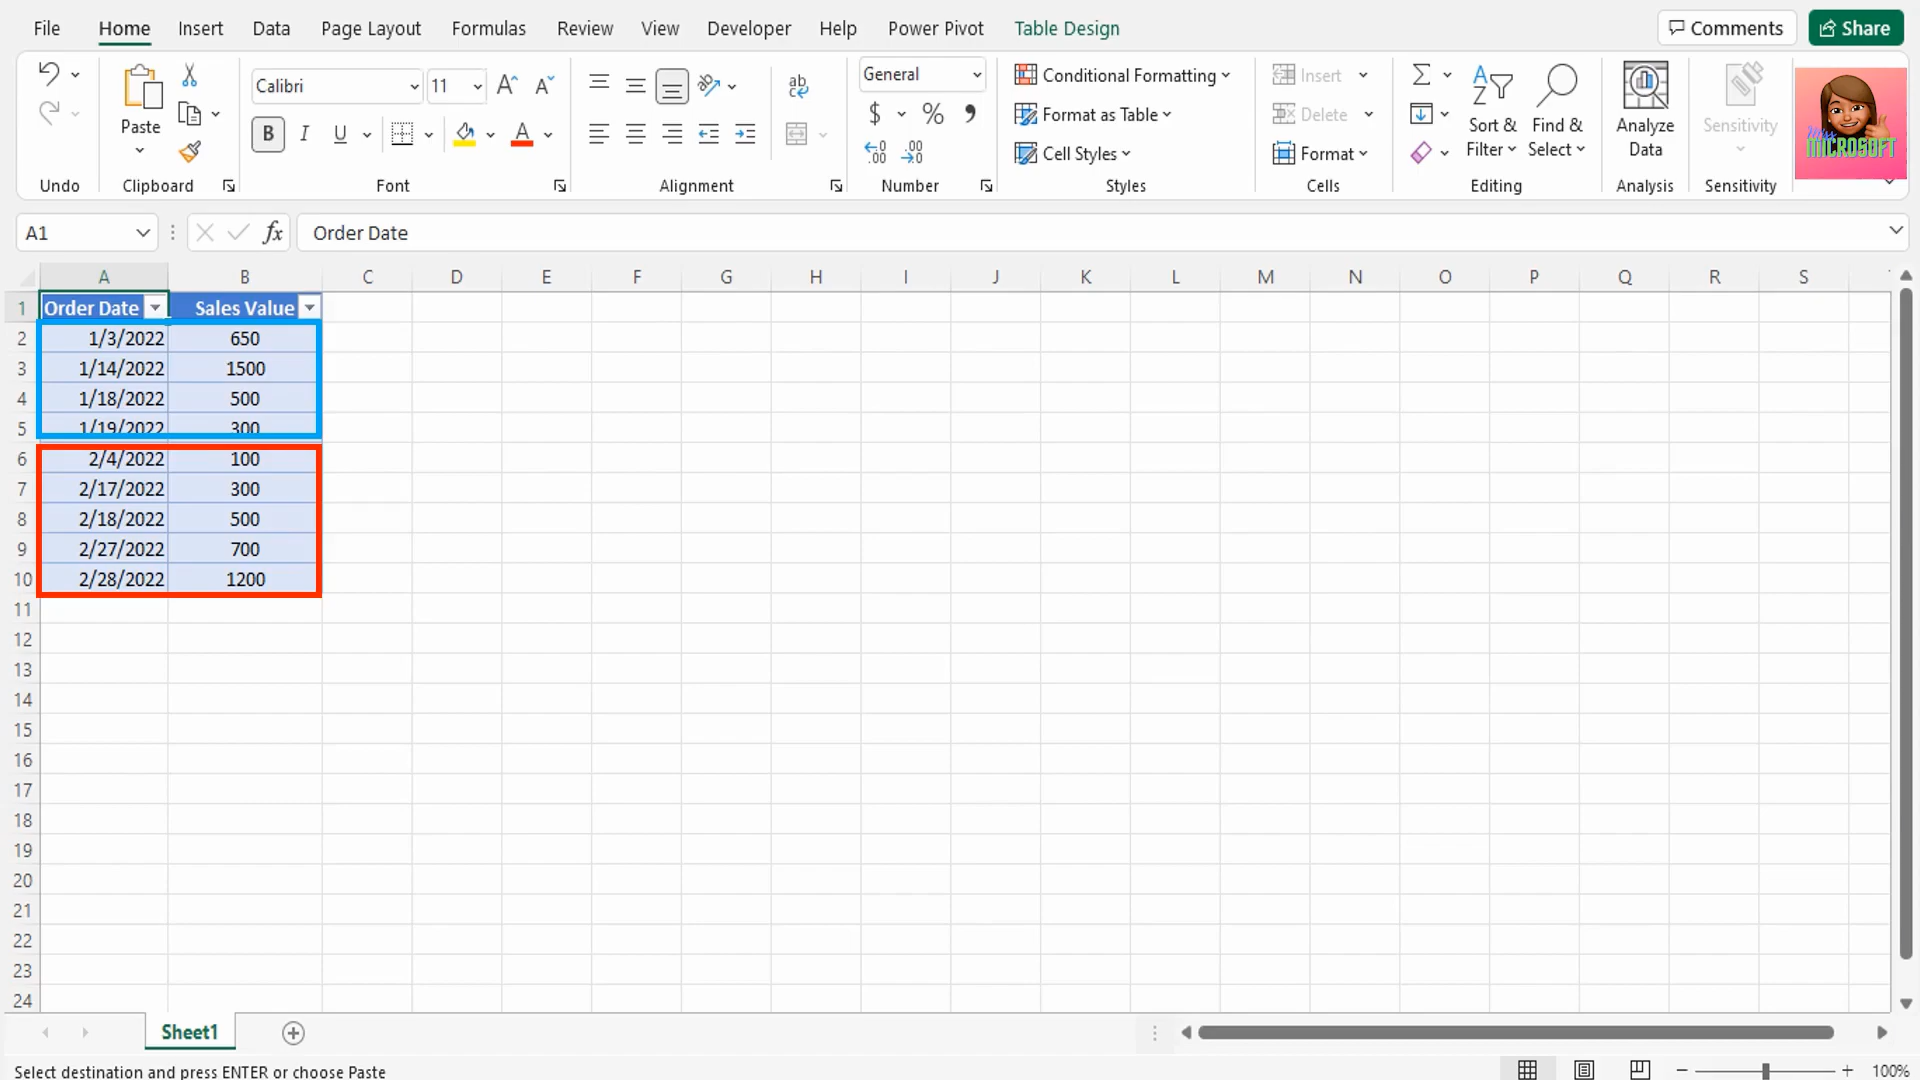 File Home Insert Data Page Layout Formulas Review View Developer Help Power Pivot Table Design Comments Share
Calibri 11 General Conditional Formatting Insert
Paste $ % Format as Table Delete Sort & Find & Analyze Sensitivity
B I U A Cell Styles Format Filter Select Data
Undo Clipboard Font Alignment Number Styles Cells Editing Analysis Sensitivity
Miss
MICROSOFT
A1 fx Order Date
A B C D E F G H I J K L M N O P Q R S
1 Order Date Sales Value
2 1/3/2022 650
3 1/14/2022 1500
4 1/18/2022 500
5 1/19/2022 300
6 2/4/2022 100
7 2/17/2022 300
8 2/18/2022 500
9 2/27/2022 700
10 2/28/2022 1200
11
12
13
14
15
16
17
18
19
20
21
22
23
24
Sheet1
Select destination and press ENTER or choose Paste 100%